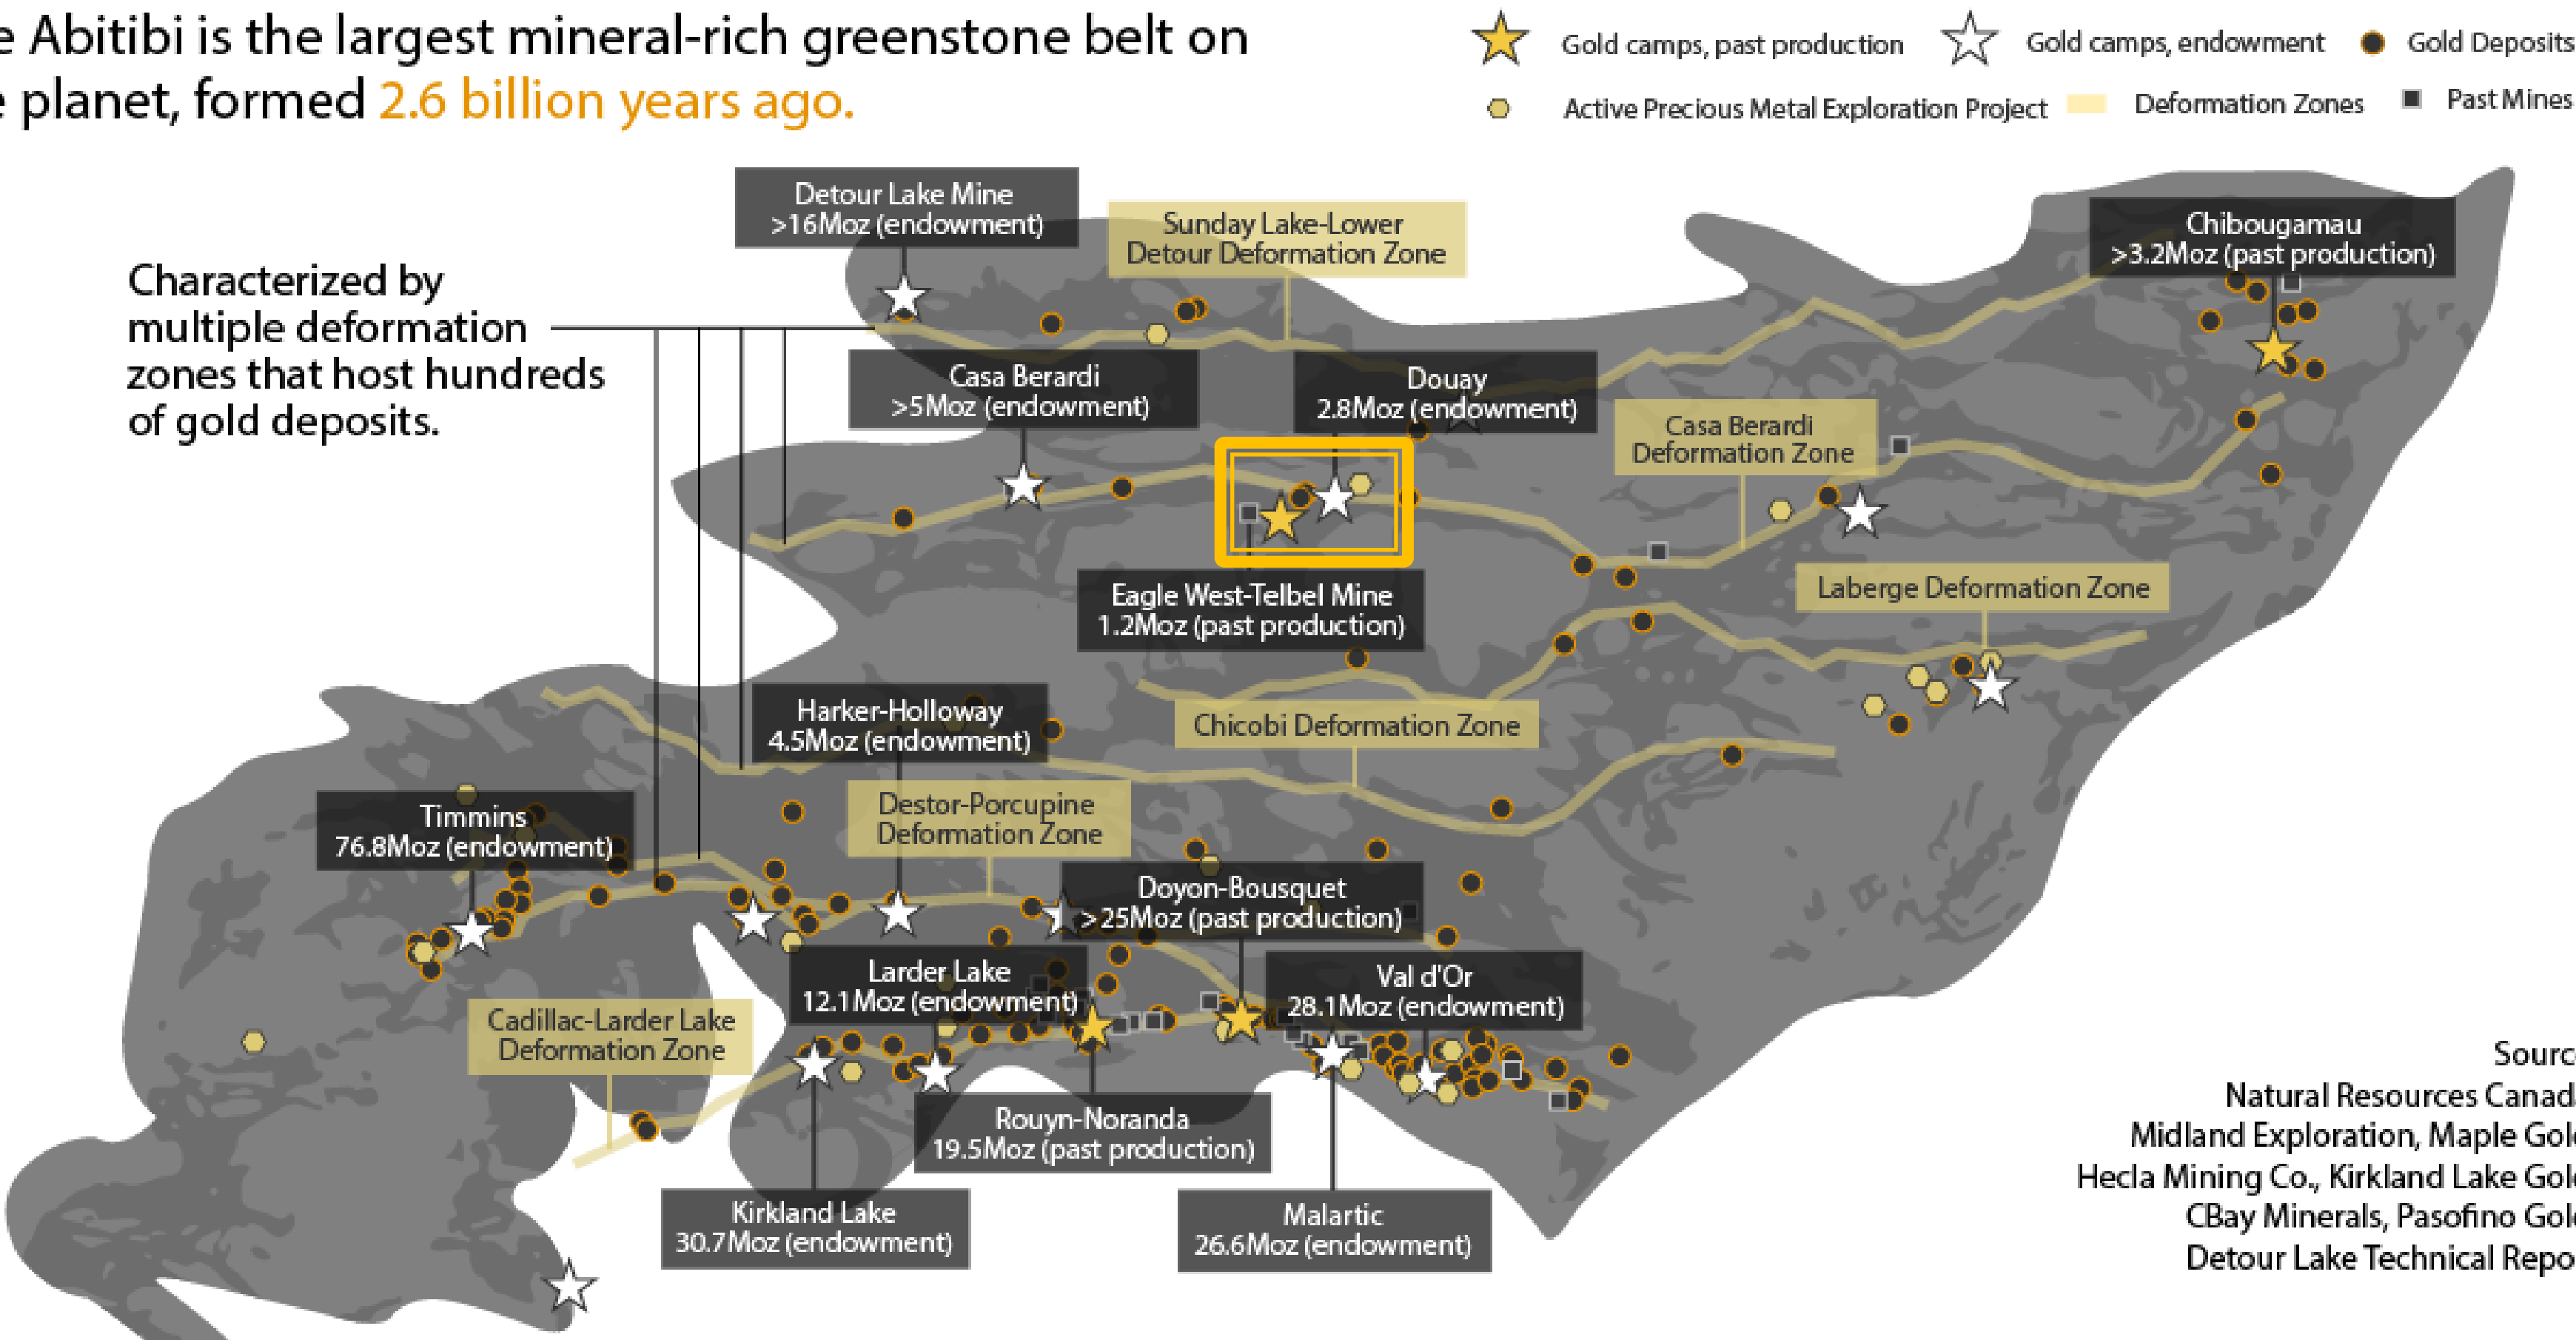 e Abitibi is the largest mineral-rich greenstone belt on
e planet, formed 2.6 billion years ago.
Gold camps, past production
Gold camps, endowment
Gold Deposits
Active Precious Metal Exploration Project
Deformation Zones
Past Mines
Characterized by
multiple deformation
zones that host hundreds
of gold deposits.
Detour Lake Mine
>16Moz (endowment)
Sunday Lake-Lower
Detour Deformation Zone
Chibougamau
>3.2Moz (past production)
Casa Berardi
>5Moz (endowment)
Douay
2.8Moz (endowment)
Casa Berardi
Deformation Zone
Eagle West-Telbel Mine
1.2Moz (past production)
Laberge Deformation Zone
Harker-Holloway
4.5Moz (endowment)
Chicobi Deformation Zone
Timmins
76.8Moz (endowment)
Destor-Porcupine
Deformation Zone
Doyon-Bousquet
>25Moz (past production)
Larder Lake
12.1Moz (endowment)
Val d'Or
28.1Moz (endowment)
Cadillac-Larder Lake
Deformation Zone
Rouyn-Noranda
19.5Moz (past production)
Kirkland Lake
30.7Moz (endowment)
Malartic
26.6Moz (endowment)
Sourc
Natural Resources Canad
Midland Exploration, Maple Gol
Hecla Mining Co., Kirkland Lake Gol
CBay Minerals, Pasofino Gol
Detour Lake Technical Repo